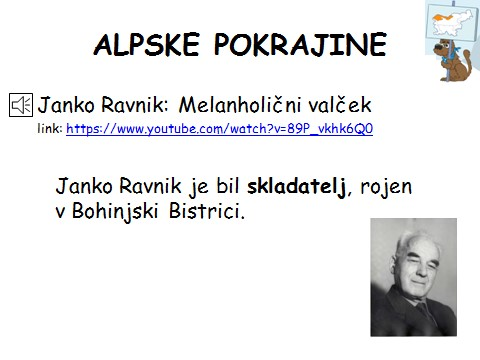 ALPSKE POKRAJINE
Janko Ravnik: Melanholični valček
link: https://www.youtube.com/watch?v=89P_vkhk6Q0
Janko Ravnik je bil skladatelj, rojen
v Bohinjski Bistrici.